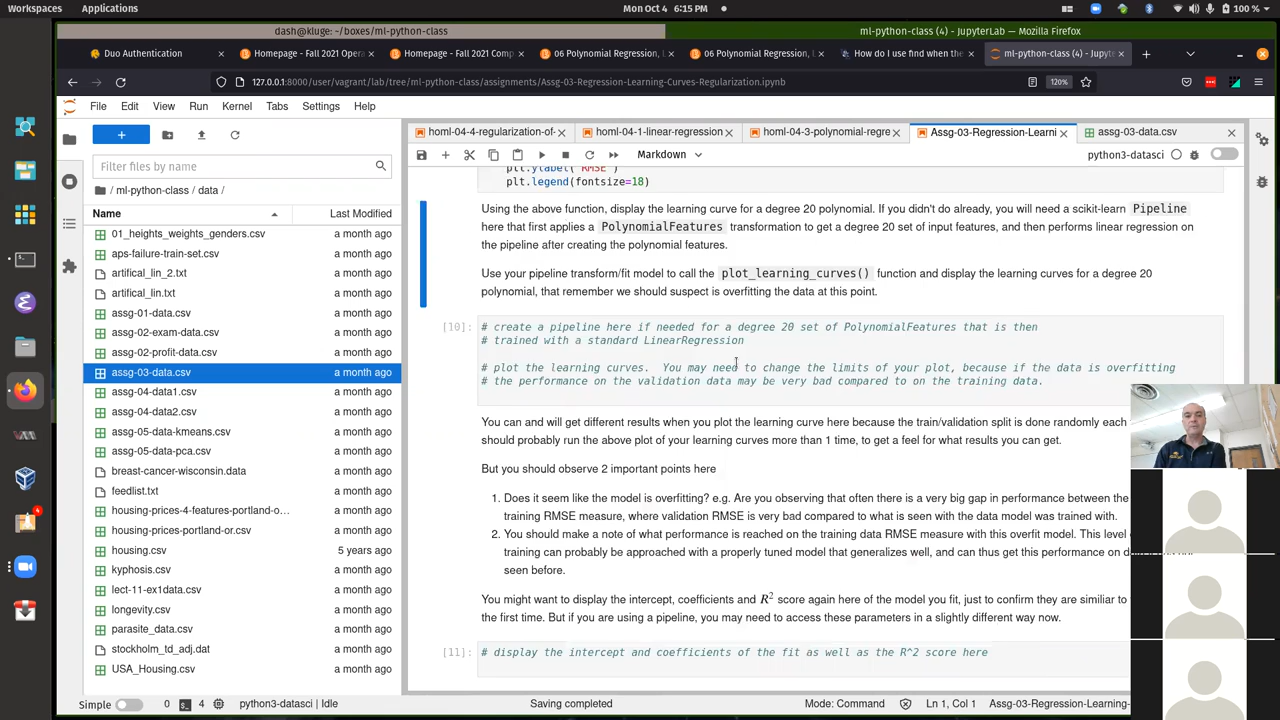 Workspaces
Applications
Mon Oct 4 6:15 PM
100 %
dash@kluge: ~/boxes/ml-python-class
ml-python-class (4) - JupyterLab — Mozilla Firefox
Duo Authentication
Homepage - Fall 2021 Opera
Homepage - Fall 2021 Comp
06 Polynomial Regression, L
06 Polynomial Regression, L
How do I use find when the
ml-python-class (4) - Jupyte
127.0.0.1:8000/user/vagrant/lab/tree/ml-python-class/assignments/Assg-03-Regression-Learning-Curves-Regularization.ipynb
120%
File Edit View Run Kernel Tabs Settings Help
homl-04-4-regularization-of-
homl-04-1-linear-regression
homl-04-3-polynomial-regre
Assg-03-Regression-Learni
assg-03-data.csv
Markdown
python3-datasci
Filter files by name
/ ml-python-class / data /
Name
Last Modified
01_heights_weights_genders.csv a month ago
aps-failure-train-set.csv a month ago
artifical_lin_2.txt a month ago
artifical_lin.txt a month ago
assg-01-data.csv a month ago
assg-02-exam-data.csv a month ago
assg-02-profit-data.csv a month ago
assg-03-data.csv a month ago
assg-04-data1.csv a month ago
assg-04-data2.csv a month ago
assg-05-data-kmeans.csv a month ago
assg-05-data-pca.csv a month ago
breast-cancer-wisconsin.data a month ago
feedlist.txt a month ago
housing-prices-4-features-portland-o… a month ago
housing-prices-portland-or.csv a month ago
housing.csv 5 years ago
kyphosis.csv a month ago
lect-11-ex1data.csv a month ago
longevity.csv a month ago
parasite_data.csv a month ago
stockholm_td_adj.dat a month ago
USA_Housing.csv a month ago
plt.ylabel("RMSE")
plt.legend(fontsize=18)
Using the above function, display the learning curve for a degree 20 polynomial. If you didn't do already, you will need a scikit-learn Pipeline
here that first applies a PolynomialFeatures transformation to get a degree 20 set of input features, and then performs linear regression on
the pipeline after creating the polynomial features.
Use your pipeline transform/fit model to call the plot_learning_curves() function and display the learning curves for a degree 20
polynomial, that remember we should suspect is overfitting the data at this point.
[10]: # create a pipeline here if needed for a degree 20 set of PolynomialFeatures that is then
# trained with a standard LinearRegression
# plot the learning curves. You may need to change the limits of your plot, because if the data is overfitting
# the performance on the validation data may be very bad compared to on the training data.
You can and will get different results when you plot the learning curve here because the train/validation split is done randomly each
should probably run the above plot of your learning curves more than 1 time, to get a feel for what results you can get.
But you should observe 2 important points here
1. Does it seem like the model is overfitting? e.g. Are you observing that often there is a very big gap in performance between the
training RMSE measure, where validation RMSE is very bad compared to what is seen with the data model was trained with.
2. You should make a note of what performance is reached on the training data RMSE measure with this overfit model. This level
training can probably be approached with a properly tuned model that generalizes well, and can thus get this performance on
seen before.
You might want to display the intercept, coefficients and R² score again here of the model you fit, just to confirm they are similiar to
the first time. But if you are using a pipeline, you may need to access these parameters in a slightly different way now.
[11]: # display the intercept and coefficients of the fit as well as the R^2 score here
Simple
0
4
python3-datasci | Idle
Saving completed
Mode: Command
Ln 1, Col 1
Assg-03-Regression-Learning-
4